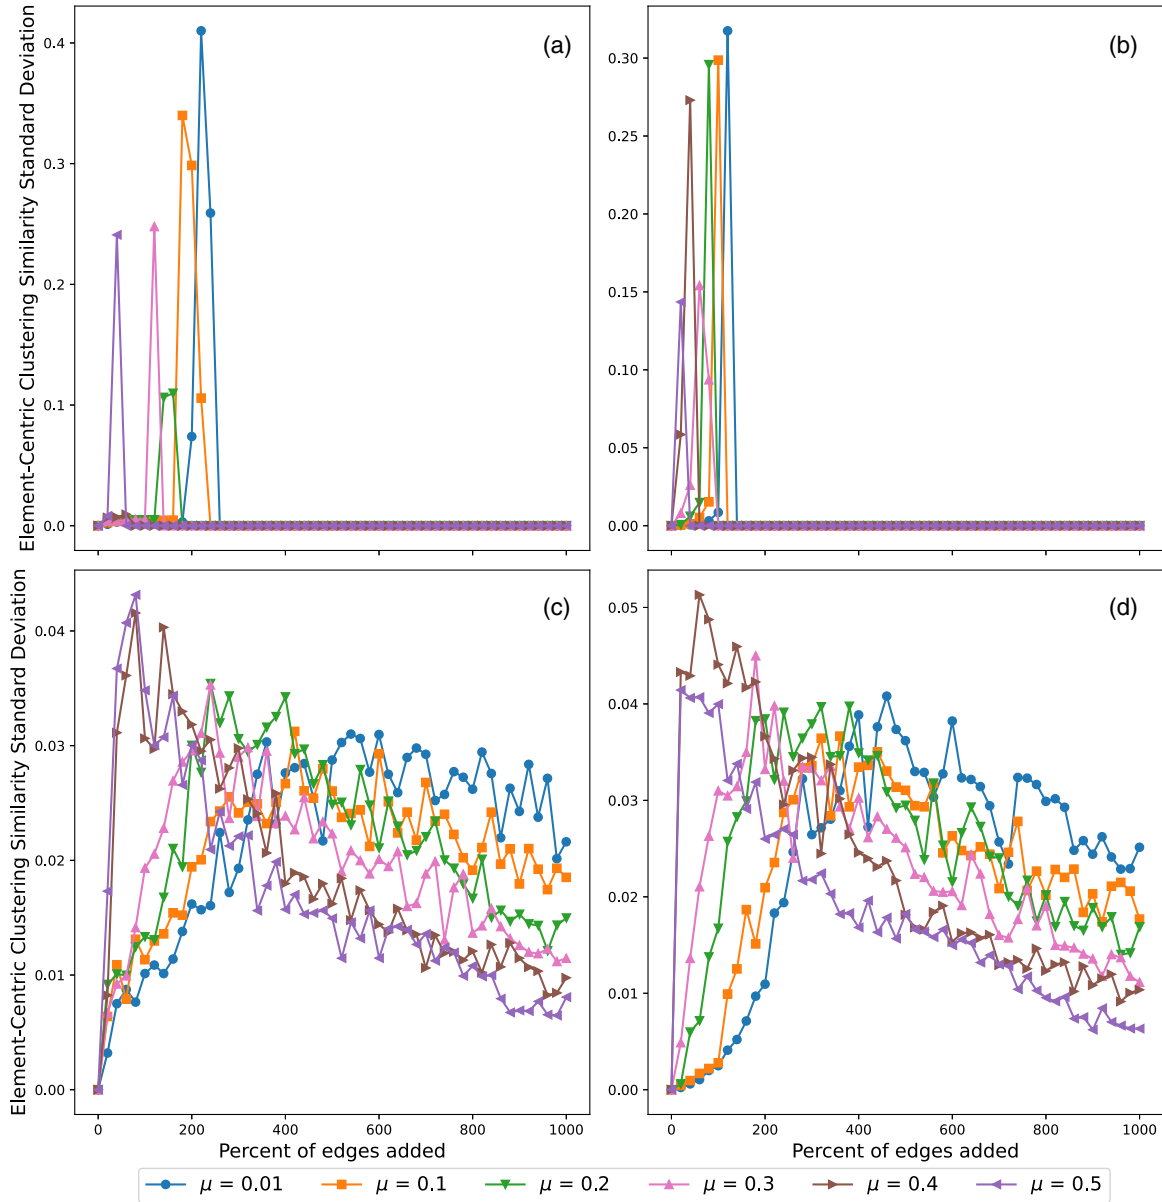 (a)
(b)
Element-Centric Clustering Similarity Standard Deviation
0.4
0.3
0.2
0.1
0.0
0.30
0.25
0.20
0.15
0.10
0.05
0.00
(c)
(d)
Element-Centric Clustering Similarity Standard Deviation
0.04
0.03
0.02
0.01
0.00
0.05
0.04
0.03
0.02
0.01
0.00
0 200 400 600 800 1000
0 200 400 600 800 1000
Percent of edges added
Percent of edges added
μ = 0.01 μ = 0.1 μ = 0.2 μ = 0.3 μ = 0.4 μ = 0.5